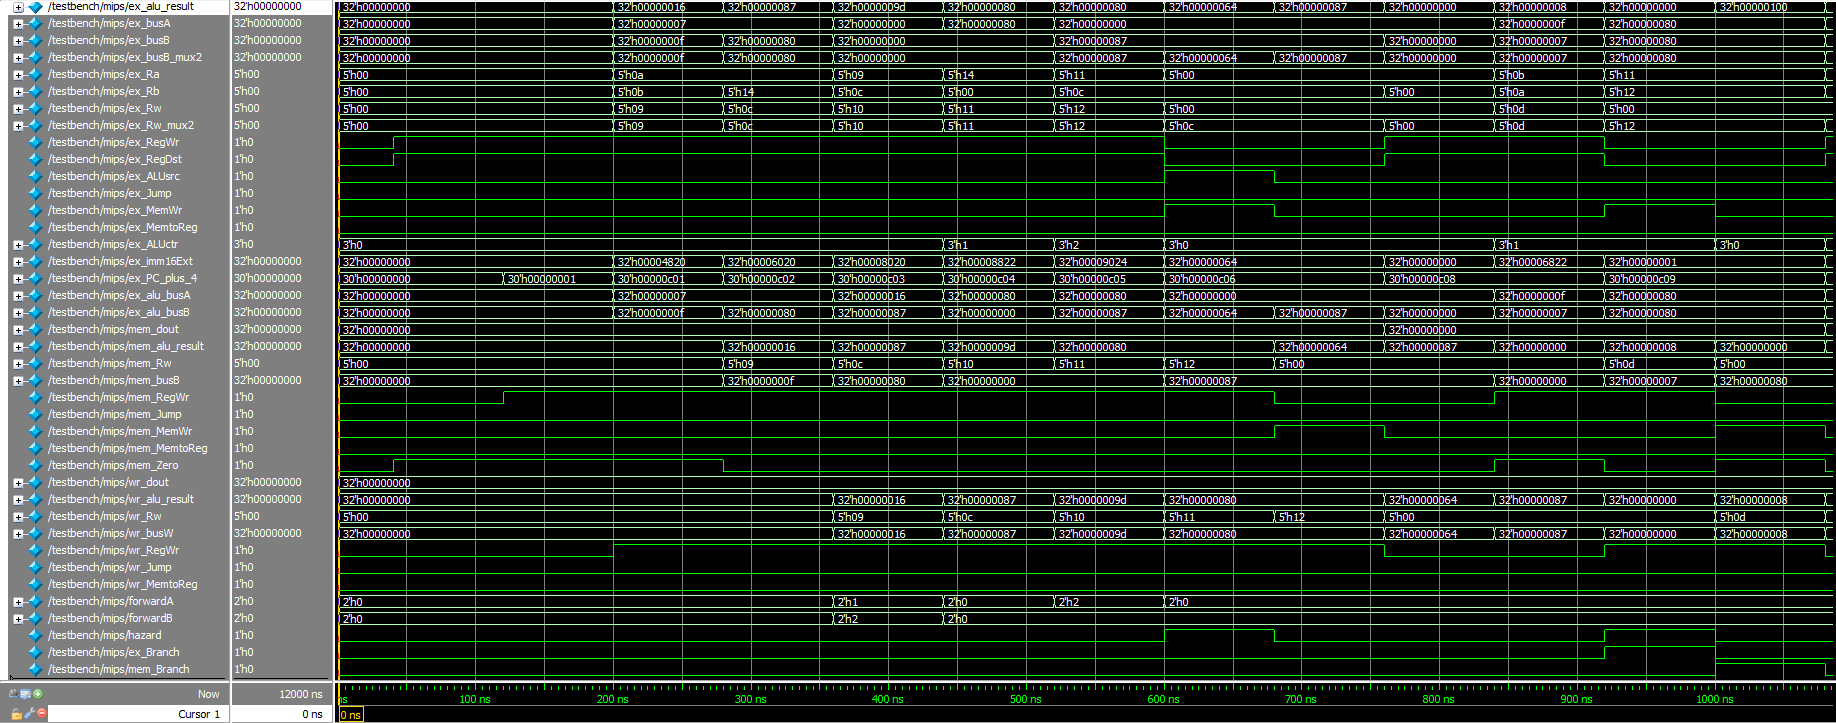 /testbench/mips/ex_alu_result 32'h00000000 32'h00000000 32'h00000016 32'h00000087 32'h0000009d 32'h00000080 32'h00000080 32'h00000064 32'h00000087 32'h00000000 32'h00000008 32'h00000000 32'h00000100
/testbench/mips/ex_busA 32'h00000000 32'h00000000 32'h00000007 32'h00000000 32'h00000080 32'h00000000 32'h0000000f 32'h00000080
/testbench/mips/ex_busB 32'h00000000 32'h00000000 32'h0000000f 32'h00000080 32'h00000000 32'h00000087 32'h00000000 32'h00000007 32'h00000080
/testbench/mips/ex_busB_mux2 32'h00000000 32'h00000000 32'h0000000f 32'h00000080 32'h00000000 32'h00000087 32'h00000064 32'h00000087 32'h00000000 32'h00000007 32'h00000080
/testbench/mips/ex_Ra 5'h00 5'h00 5'h0a 5'h09 5'h14 5'h11 5'h00 5'h0b 5'h11
/testbench/mips/ex_Rb 5'h00 5'h00 5'h0b 5'h14 5'h0c 5'h00 5'h0c 5'h00 5'h0a 5'h12
/testbench/mips/ex_Rw 5'h00 5'h00 5'h09 5'h0c 5'h10 5'h11 5'h12 5'h00 5'h0d 5'h00
/testbench/mips/ex_Rw_mux2 5'h00 5'h00 5'h09 5'h0c 5'h10 5'h11 5'h12 5'h0c 5'h00 5'h0d 5'h12
/testbench/mips/ex_RegWr 1'h0
/testbench/mips/ex_RegDst 1'h0
/testbench/mips/ex_ALUsrc 1'h0
/testbench/mips/ex_Jump 1'h0
/testbench/mips/ex_MemWr 1'h0
/testbench/mips/ex_MemtoReg 1'h0
/testbench/mips/ex_ALUctr 3'h0 3'h0 3'h1 3'h2 3'h0 3'h1 3'h0
/testbench/mips/ex_imm16Ext 32'h00000000 32'h00000000 32'h00004820 32'h00006020 32'h00008020 32'h00008822 32'h00009024 32'h00000064 32'h00000000 32'h00006822 32'h00000001
/testbench/mips/ex_PC_plus_4 30'h00000000 30'h00000000 30'h00000001 30'h00000c01 30'h00000c02 30'h00000c03 30'h00000c04 30'h00000c05 30'h00000c06 30'h00000c08 30'h00000c09
/testbench/mips/ex_alu_busA 32'h00000000 32'h00000000 32'h00000007 32'h00000016 32'h00000080 32'h00000080 32'h00000000 32'h0000000f 32'h00000080
/testbench/mips/ex_alu_busB 32'h00000000 32'h00000000 32'h0000000f 32'h00000080 32'h00000087 32'h00000000 32'h00000087 32'h00000064 32'h00000087 32'h00000000 32'h00000007 32'h00000080
/testbench/mips/mem_dout 32'h00000000 32'h00000000 32'h00000000
/testbench/mips/mem_alu_result 32'h00000000 32'h00000000 32'h00000016 32'h00000087 32'h0000009d 32'h00000080 32'h00000064 32'h00000087 32'h00000000 32'h00000008 32'h00000000
/testbench/mips/mem_Rw 5'h00 5'h00 5'h09 5'h0c 5'h10 5'h11 5'h12 5'h00 5'h0d 5'h00
/testbench/mips/mem_busB 32'h00000000 32'h00000000 32'h0000000f 32'h00000080 32'h00000000 32'h00000087 32'h00000000 32'h00000007 32'h00000080
/testbench/mips/mem_RegWr 1'h0
/testbench/mips/mem_Jump 1'h0
/testbench/mips/mem_MemWr 1'h0
/testbench/mips/mem_MemtoReg 1'h0
/testbench/mips/mem_Zero 1'h0
/testbench/mips/wr_dout 32'h00000000 32'h00000000
/testbench/mips/wr_alu_result 32'h00000000 32'h00000000 32'h00000016 32'h00000087 32'h0000009d 32'h00000080 32'h00000064 32'h00000087 32'h00000000 32'h00000008
/testbench/mips/wr_Rw 5'h00 5'h00 5'h09 5'h0c 5'h10 5'h11 5'h12 5'h00 5'h0d
/testbench/mips/wr_busW 32'h00000000 32'h00000000 32'h00000016 32'h00000087 32'h0000009d 32'h00000080 32'h00000064 32'h00000087 32'h00000000 32'h00000008
/testbench/mips/wr_RegWr 1'h0
/testbench/mips/wr_Jump 1'h0
/testbench/mips/wr_MemtoReg 1'h0
/testbench/mips/forwardA 2'h0 2'h0 2'h1 2'h0 2'h2 2'h0
/testbench/mips/forwardB 2'h0 2'h0 2'h2 2'h0
/testbench/mips/hazard 1'h0
/testbench/mips/ex_Branch 1'h0
/testbench/mips/mem_Branch 1'h0
Now 12000 ns ns 100 ns 200 ns 300 ns 400 ns 500 ns 600 ns 700 ns 800 ns 900 ns 1000 ns
Cursor 1 0 ns 0 ns